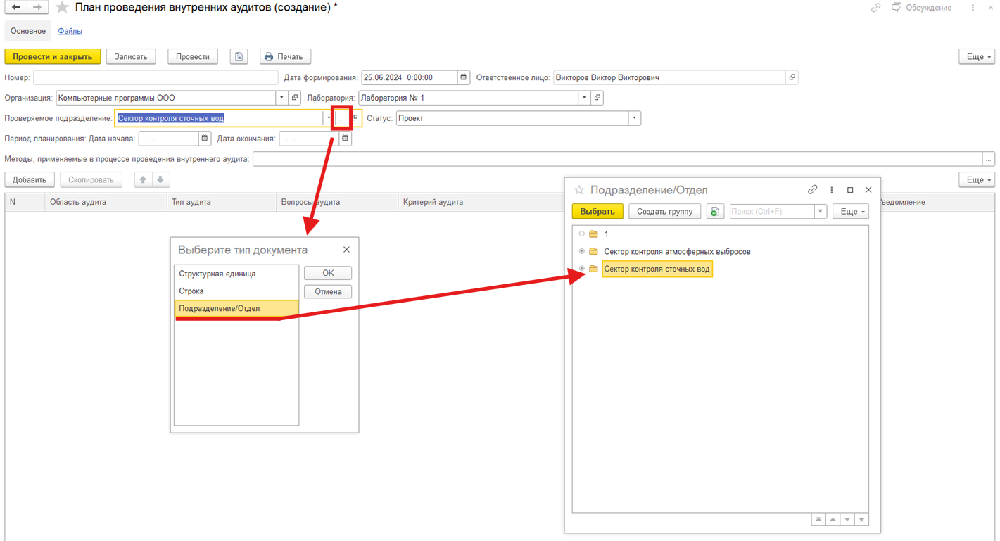 План проведения внутренних аудитов (создание) *
Обсуждение
Основное Файлы
Провести и закрыть Записать Провести Печать Еще
Номер: Дата формирования: 25.06.2024 0:00:00 Ответственное лицо: Викторов Виктор Викторович
Организация: Компьютерные программы ООО Лаборатория: Лаборатория № 1
Проверяемое подразделение: Сектор контроля сточных вод ... Статус: Проект
Период планирования: Дата начала: . . Дата окончания: . .
Методы, применяемые в процессе проведения внутреннего аудита: ...
Добавить Скопировать Еще
N Область аудита Тип аудита Вопросы аудита Критерий аудита
Выберите тип документа
Структурная единица
Строка
Подразделение/Отдел
OK
Отмена
Подразделение/Отдел
Выбрать Создать группу Поиск (Ctrl+F) × Еще
1
Сектор контроля атмосферных выбросов
Сектор контроля сточных вод